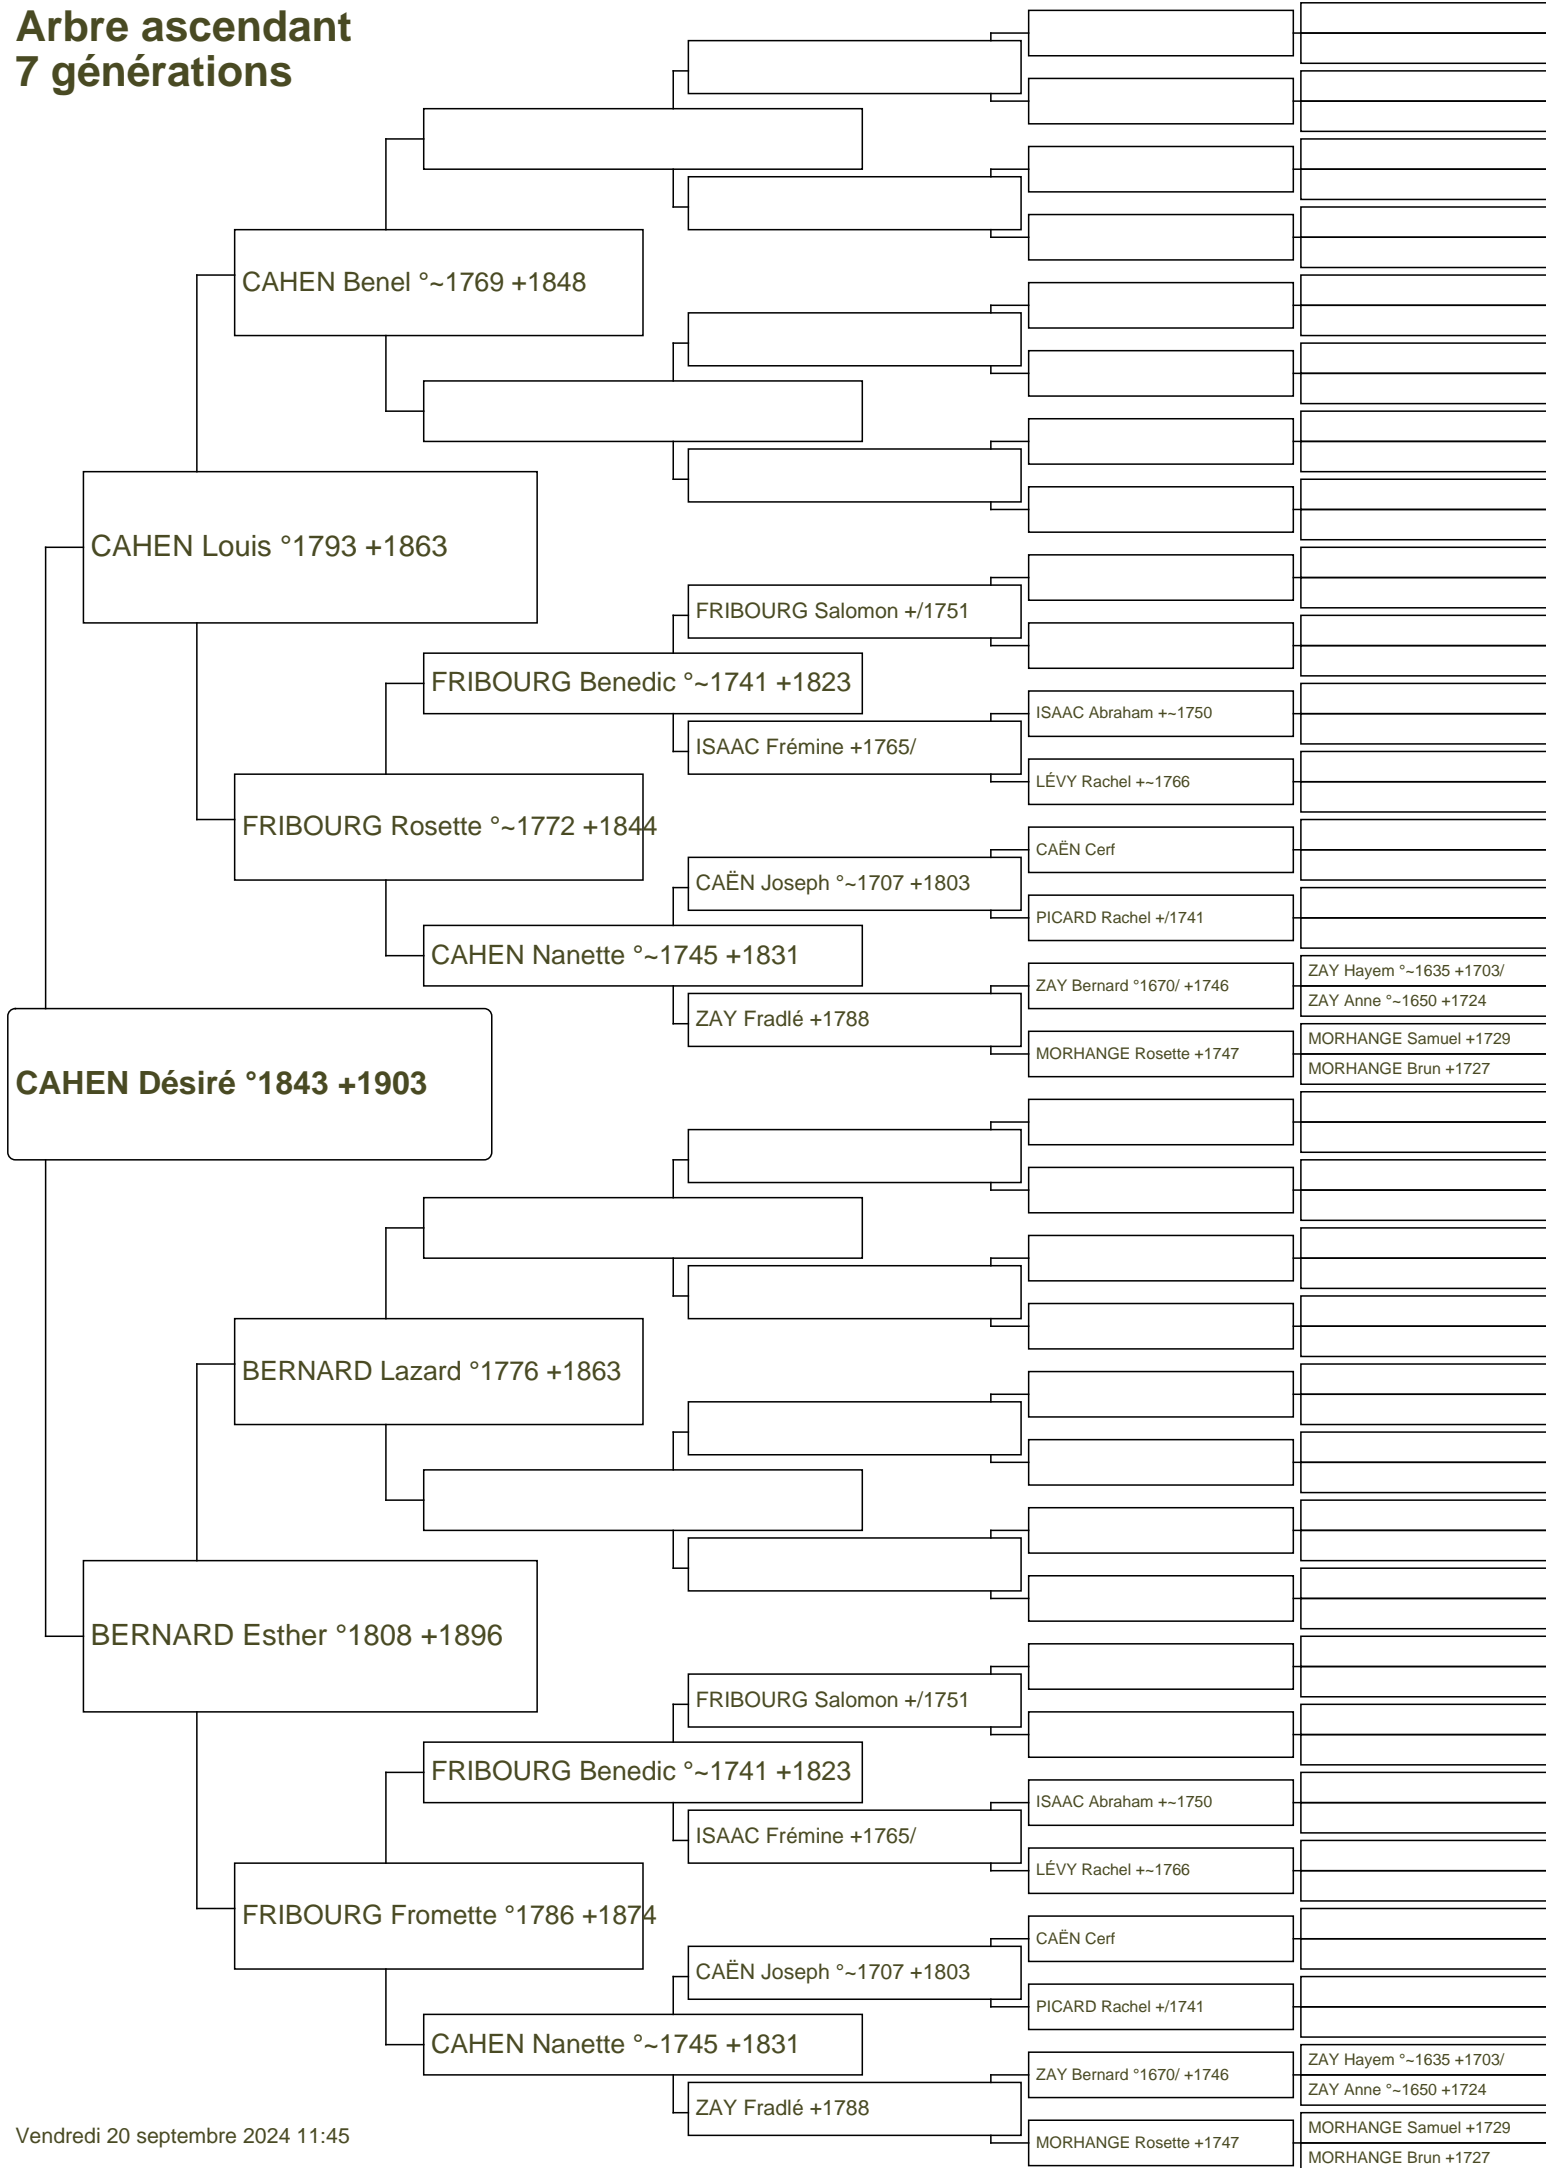 Arbre ascendant
7 générations
CAHEN Benel °~1769 +1848
CAHEN Louis °1793 +1863
FRIBOURG Salomon +/1751
FRIBOURG Benedic °~1741 +1823
ISAAC Abraham +~1750
ISAAC Frémine +1765/
LÉVY Rachel +~1766
FRIBOURG Rosette °~1772 +1844
CAËN Cerf
CAËN Joseph °~1707 +1803
PICARD Rachel +/1741
CAHEN Nanette °~1745 +1831
ZAY Hayem °~1635 +1703/
ZAY Bernard °1670/ +1746
ZAY Anne °~1650 +1724
ZAY Fradlé +1788
MORHANGE Samuel +1729
MORHANGE Rosette +1747
MORHANGE Brun +1727
CAHEN Désiré °1843 +1903
BERNARD Lazard °1776 +1863
BERNARD Esther °1808 +1896
FRIBOURG Salomon +/1751
FRIBOURG Benedic °~1741 +1823
ISAAC Abraham +~1750
ISAAC Frémine +1765/
LÉVY Rachel +~1766
FRIBOURG Fromette °1786 +1874
CAËN Cerf
CAËN Joseph °~1707 +1803
PICARD Rachel +/1741
CAHEN Nanette °~1745 +1831
ZAY Hayem °~1635 +1703/
ZAY Bernard °1670/ +1746
ZAY Anne °~1650 +1724
ZAY Fradlé +1788
MORHANGE Samuel +1729
MORHANGE Rosette +1747
MORHANGE Brun +1727
Vendredi 20 septembre 2024 11:45